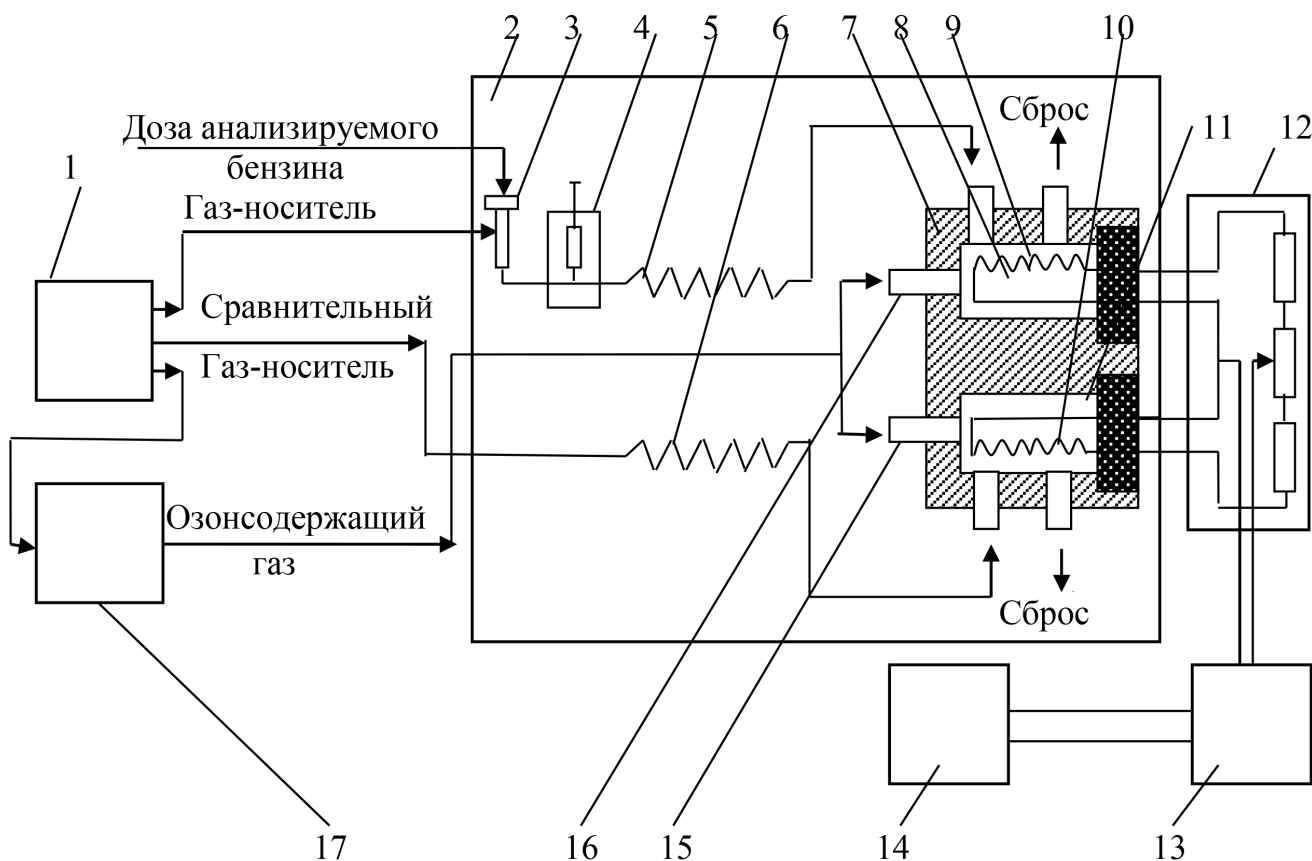 2 3 4 5 6 7 8 9 10
Сброс
11 12
Доза анализируемого
бензина
1
Газ-носитель
Сравнительный
Газ-носитель
Озонсодержащий
газ
Сброс
17 16 15 14 13